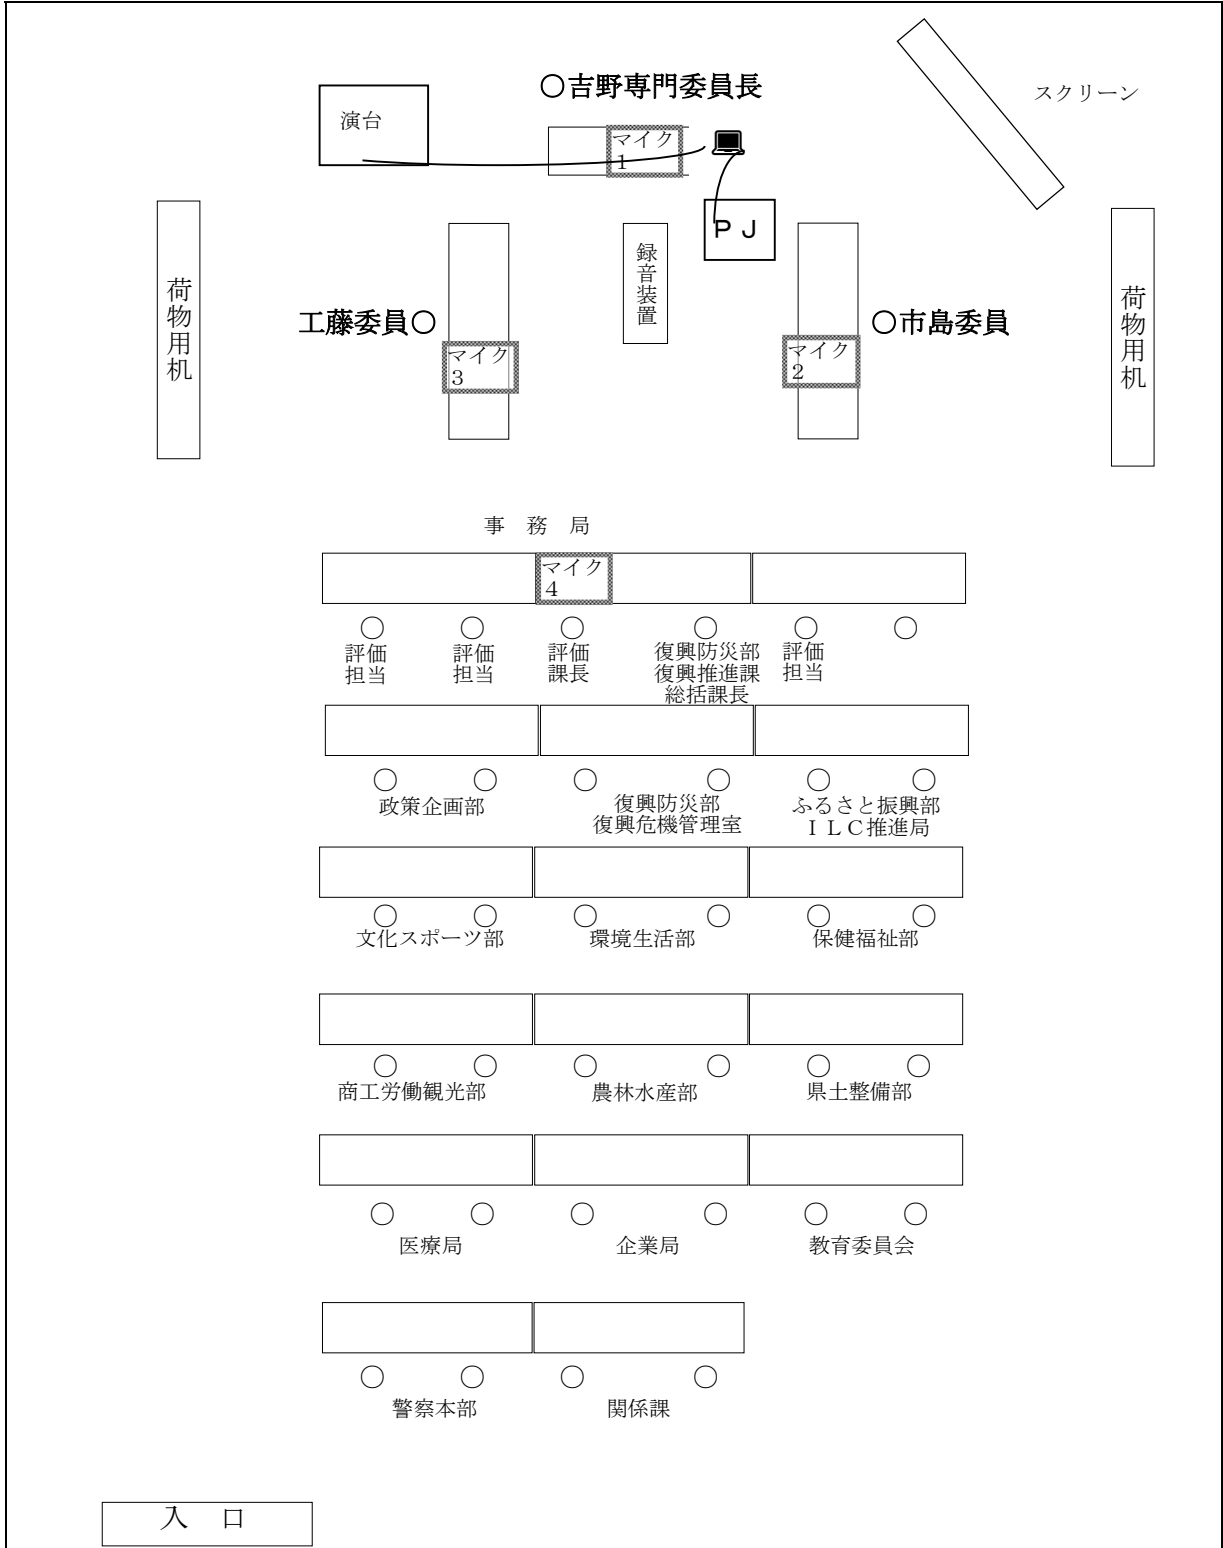 ○吉野専門委員長
スクリーン
演台
マイク
1
ＰＪ
荷物用机
録音装置
荷物用机
工藤委員○
○市島委員
マイク
3
マイク
2
事　務　局
マイク
4
○ ○ ○ ○ ○ ○
評価
担当
評価
担当
評価
課長
復興防災部
復興推進課
総括課長
評価
担当
○ ○ ○ ○ ○ ○
政策企画部
復興防災部
復興危機管理室
ふるさと振興部
ＩＬＣ推進局
○ ○ ○ ○ ○ ○
文化スポーツ部
環境生活部
保健福祉部
○ ○ ○ ○ ○ ○
商工労働観光部
農林水産部
県土整備部
○ ○ ○ ○ ○ ○
医療局
企業局
教育委員会
○ ○ ○ ○
警察本部
関係課
入　口